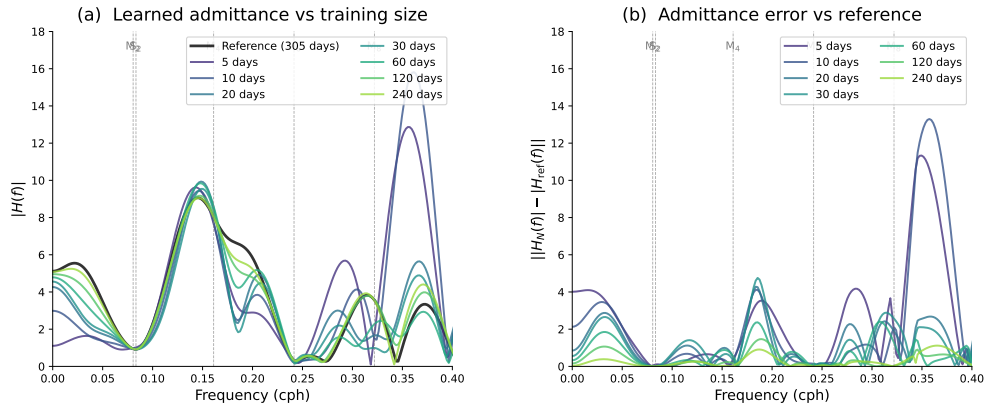 (a)  Learned admittance vs training size
|H(f)|
18
16
14
12
10
8
6
4
2
0
M₂
Reference (305 days)
5 days
10 days
20 days
30 days
60 days
120 days
240 days
0.00 0.05 0.10 0.15 0.20 0.25 0.30 0.35 0.40
Frequency (cph)
(b)  Admittance error vs reference
||H_N(f)| − |H_ref(f)||
18
16
14
12
10
8
6
4
2
0
M₂
M₄
5 days
10 days
20 days
30 days
60 days
120 days
240 days
0.00 0.05 0.10 0.15 0.20 0.25 0.30 0.35 0.40
Frequency (cph)